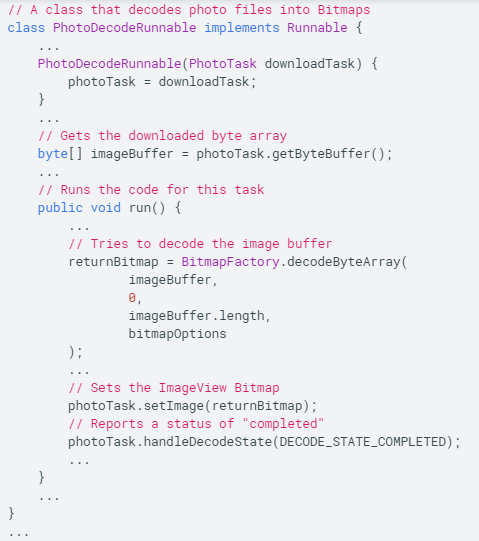 // A class that decodes photo files into Bitmaps
class PhotoDecodeRunnable implements Runnable {
    ...
    PhotoDecodeRunnable(PhotoTask downloadTask) {
        photoTask = downloadTask;
    }
    ...
    // Gets the downloaded byte array
    byte[] imageBuffer = photoTask.getByteBuffer();
    ...
    // Runs the code for this task
    public void run() {
        ...
        // Tries to decode the image buffer
        returnBitmap = BitmapFactory.decodeByteArray(
                imageBuffer,
                0,
                imageBuffer.length,
                bitmapOptions
        );
        ...
        // Sets the ImageView Bitmap
        photoTask.setImage(returnBitmap);
        // Reports a status of "completed"
        photoTask.handleDecodeState(DECODE_STATE_COMPLETED);
        ...
    }
    ...
}
...